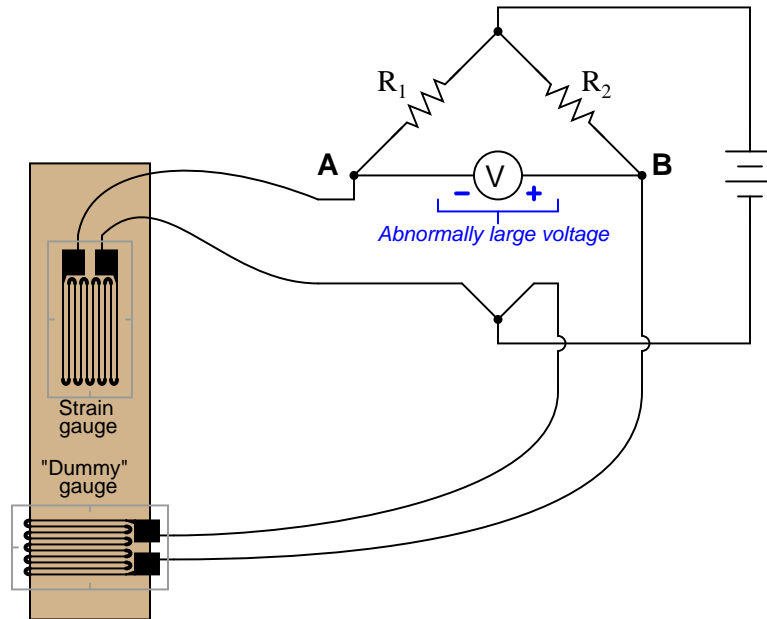 R1
R2
A
B
V
- +
Abnormally large voltage
Strain
gauge
"Dummy"
gauge